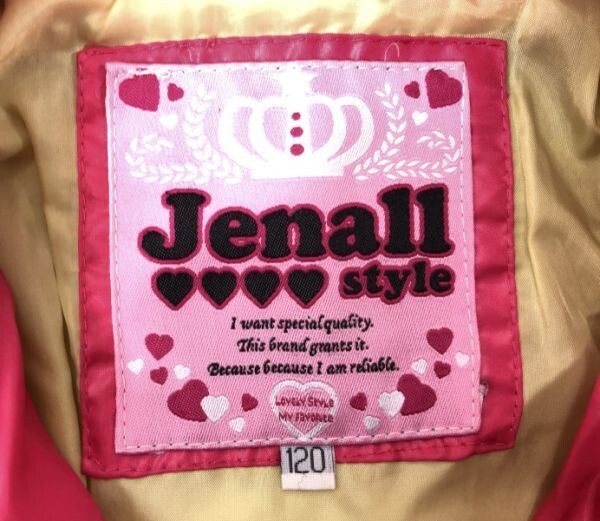 Jenall
style
I want special quality.
This brand grants it.
Because because I am reliable.
Lovely Style
My Favorite
120